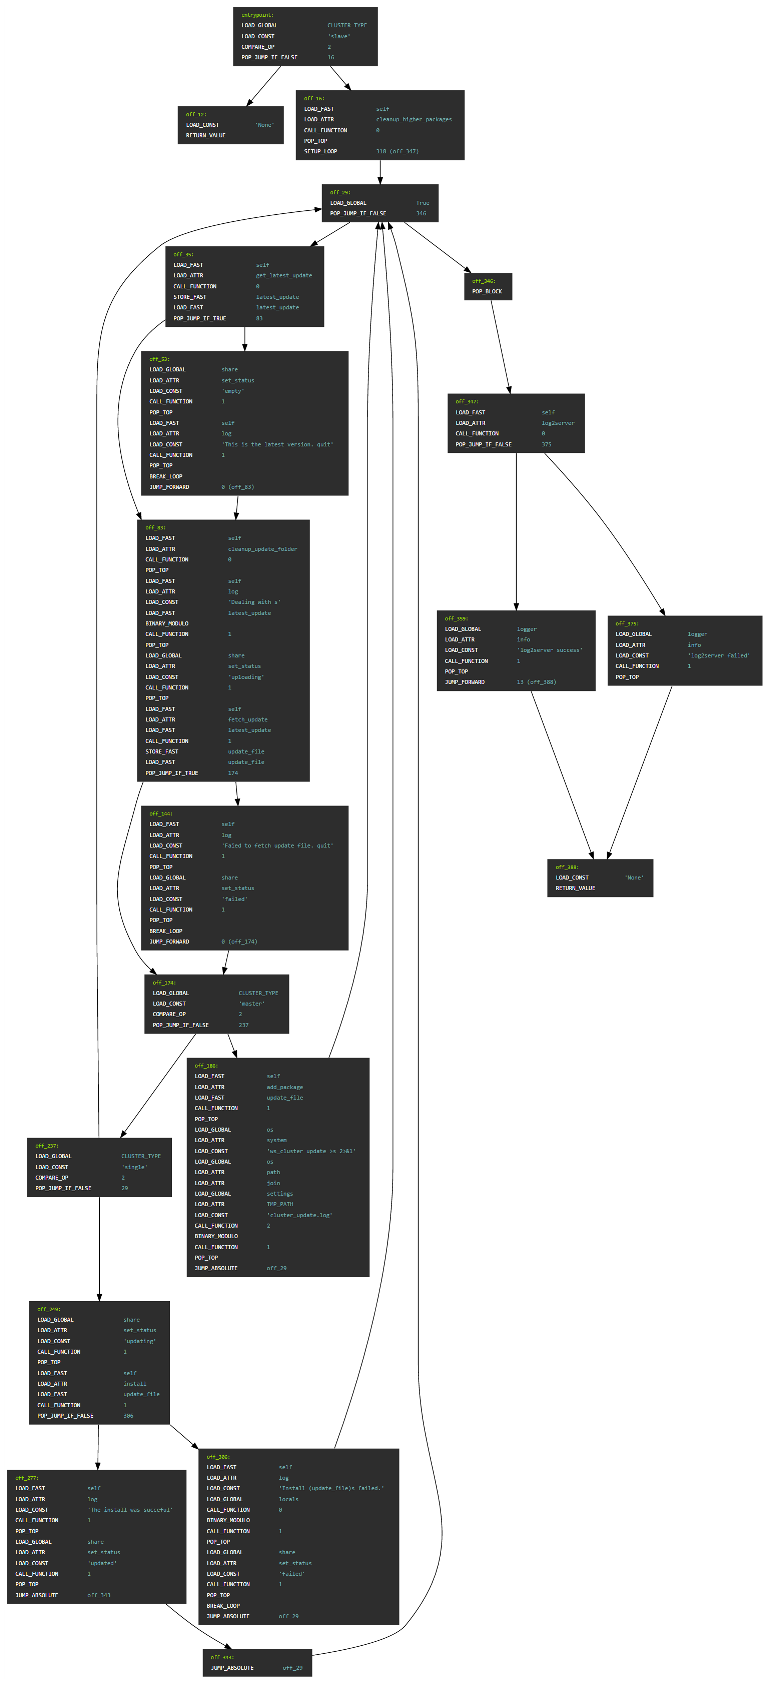 entrypoint:
LOAD_GLOBAL CLUSTER_TYPE
LOAD_CONST 'slave'
COMPARE_OP 2
POP_JUMP_IF_FALSE 16
off_12:
LOAD_CONST 'None'
RETURN_VALUE
off_16:
LOAD_FAST self
LOAD_ATTR cleanup_higher_packages
CALL_FUNCTION 0
POP_TOP
SETUP_LOOP 318 (off_347)
off_29:
LOAD_GLOBAL True
POP_JUMP_IF_FALSE 346
off_35:
LOAD_FAST self
LOAD_ATTR get_latest_update
CALL_FUNCTION 0
STORE_FAST latest_update
LOAD_FAST latest_update
POP_JUMP_IF_TRUE 83
off_346:
POP_BLOCK
off_53:
LOAD_GLOBAL share
LOAD_ATTR set_status
LOAD_CONST 'empty'
CALL_FUNCTION 1
POP_TOP
LOAD_FAST self
LOAD_ATTR log
LOAD_CONST 'This is the latest version. quit'
CALL_FUNCTION 1
POP_TOP
BREAK_LOOP
JUMP_FORWARD 0 (off_83)
off_347:
LOAD_FAST self
LOAD_ATTR log2server
CALL_FUNCTION 0
POP_JUMP_IF_FALSE 375
off_83:
LOAD_FAST self
LOAD_ATTR cleanup_update_folder
CALL_FUNCTION 0
POP_TOP
LOAD_FAST self
LOAD_ATTR log
LOAD_CONST 'Dealing with s'
LOAD_FAST latest_update
BINARY_MODULO
CALL_FUNCTION 1
POP_TOP
LOAD_GLOBAL share
LOAD_ATTR set_status
LOAD_CONST 'uploading'
CALL_FUNCTION 1
POP_TOP
LOAD_FAST self
LOAD_ATTR fetch_update
LOAD_FAST latest_update
CALL_FUNCTION 1
STORE_FAST update_file
LOAD_FAST update_file
POP_JUMP_IF_TRUE 174
off_359:
LOAD_GLOBAL logger
LOAD_ATTR info
LOAD_CONST 'log2server success'
CALL_FUNCTION 1
POP_TOP
JUMP_FORWARD 13 (off_388)
off_375:
LOAD_GLOBAL logger
LOAD_ATTR info
LOAD_CONST 'log2server failed'
CALL_FUNCTION 1
POP_TOP
off_144:
LOAD_FAST self
LOAD_ATTR log
LOAD_CONST 'Faled to fetch update file. quit'
CALL_FUNCTION 1
POP_TOP
LOAD_GLOBAL share
LOAD_ATTR set_status
LOAD_CONST 'failed'
CALL_FUNCTION 1
POP_TOP
BREAK_LOOP
JUMP_FORWARD 0 (off_174)
off_388:
LOAD_CONST 'None'
RETURN_VALUE
off_174:
LOAD_GLOBAL CLUSTER_TYPE
LOAD_CONST 'master'
COMPARE_OP 2
POP_JUMP_IF_FALSE 237
off_186:
LOAD_FAST self
LOAD_ATTR add_package
LOAD_FAST update_file
CALL_FUNCTION 1
POP_TOP
LOAD_GLOBAL os
LOAD_ATTR system
LOAD_CONST 'ws_cluster update >s 2>&1'
LOAD_GLOBAL os
LOAD_ATTR path
LOAD_ATTR join
LOAD_GLOBAL settings
LOAD_ATTR TMP_PATH
LOAD_CONST 'cluster_update.log'
CALL_FUNCTION 2
BINARY_MODULO
CALL_FUNCTION 1
POP_TOP
JUMP_ABSOLUTE off_29
off_237:
LOAD_GLOBAL CLUSTER_TYPE
LOAD_CONST 'single'
COMPARE_OP 2
POP_JUMP_IF_FALSE 29
off_249:
LOAD_GLOBAL share
LOAD_ATTR set_status
LOAD_CONST 'updating'
CALL_FUNCTION 1
POP_TOP
LOAD_FAST self
LOAD_ATTR install
LOAD_FAST update_file
CALL_FUNCTION 1
POP_JUMP_IF_FALSE 306
off_277:
LOAD_FAST self
LOAD_ATTR log
LOAD_CONST 'The install was succeful'
CALL_FUNCTION 1
POP_TOP
LOAD_GLOBAL share
LOAD_ATTR set_status
LOAD_CONST 'updated'
CALL_FUNCTION 1
POP_TOP
JUMP_ABSOLUTE off_343
off_306:
LOAD_FAST self
LOAD_ATTR log
LOAD_CONST 'Install (update_file)s failed.'
LOAD_GLOBAL locals
CALL_FUNCTION 0
BINARY_MODULO
CALL_FUNCTION 1
POP_TOP
LOAD_GLOBAL share
LOAD_ATTR set_status
LOAD_CONST 'failed'
CALL_FUNCTION 1
POP_TOP
BREAK_LOOP
JUMP_ABSOLUTE off_29
off_343:
JUMP_ABSOLUTE off_29